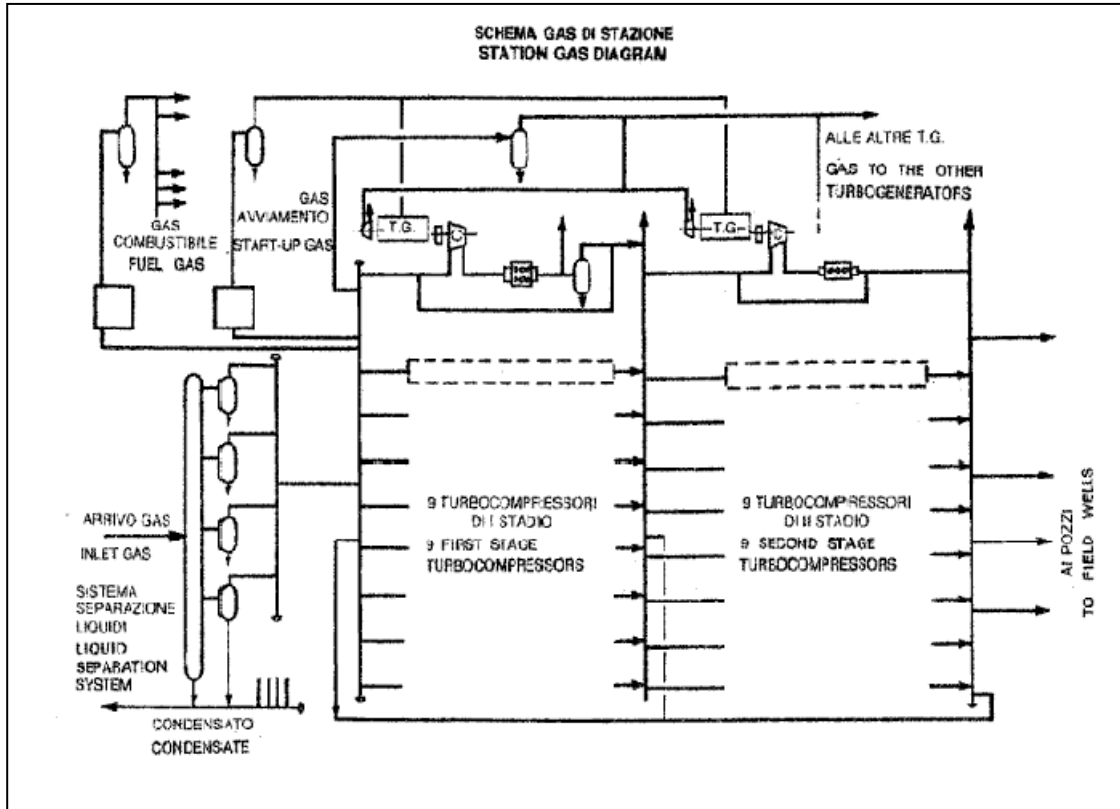 SCHEMA GAS DI STAZIONE
STATION GAS DIAGRAM
GAS
COMBUSTIBILE
FUEL GAS
GAS
AVVIAMENTO
START-UP GAS
T.G.
C
T.G.
C
ALLE ALTRE T.G.
GAS TO THE OTHER
TURBOGENERATORS
ARRIVO GAS
INLET GAS
SISTEMA
SEPARAZIONE
LIQUIDI
LIQUID
SEPARATION
SYSTEM
CONDENSATO
CONDENSATE
9 TURBOCOMPRESSORI
DI I STADIO
9 FIRST STAGE
TURBOCOMPRESSORS
9 TURBOCOMPRESSORI
DI II STADIO
9 SECOND STAGE
TURBOCOMPRESSORS
AI POZZI
TO FIELD WELLS